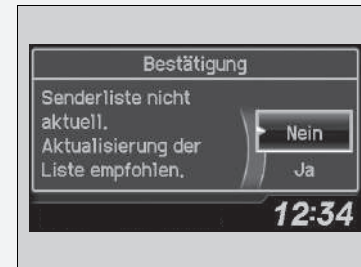 Bestätigung
Senderliste nicht
aktuell.
Aktualisierung der
Liste empfohlen.
Nein
Ja
12:34